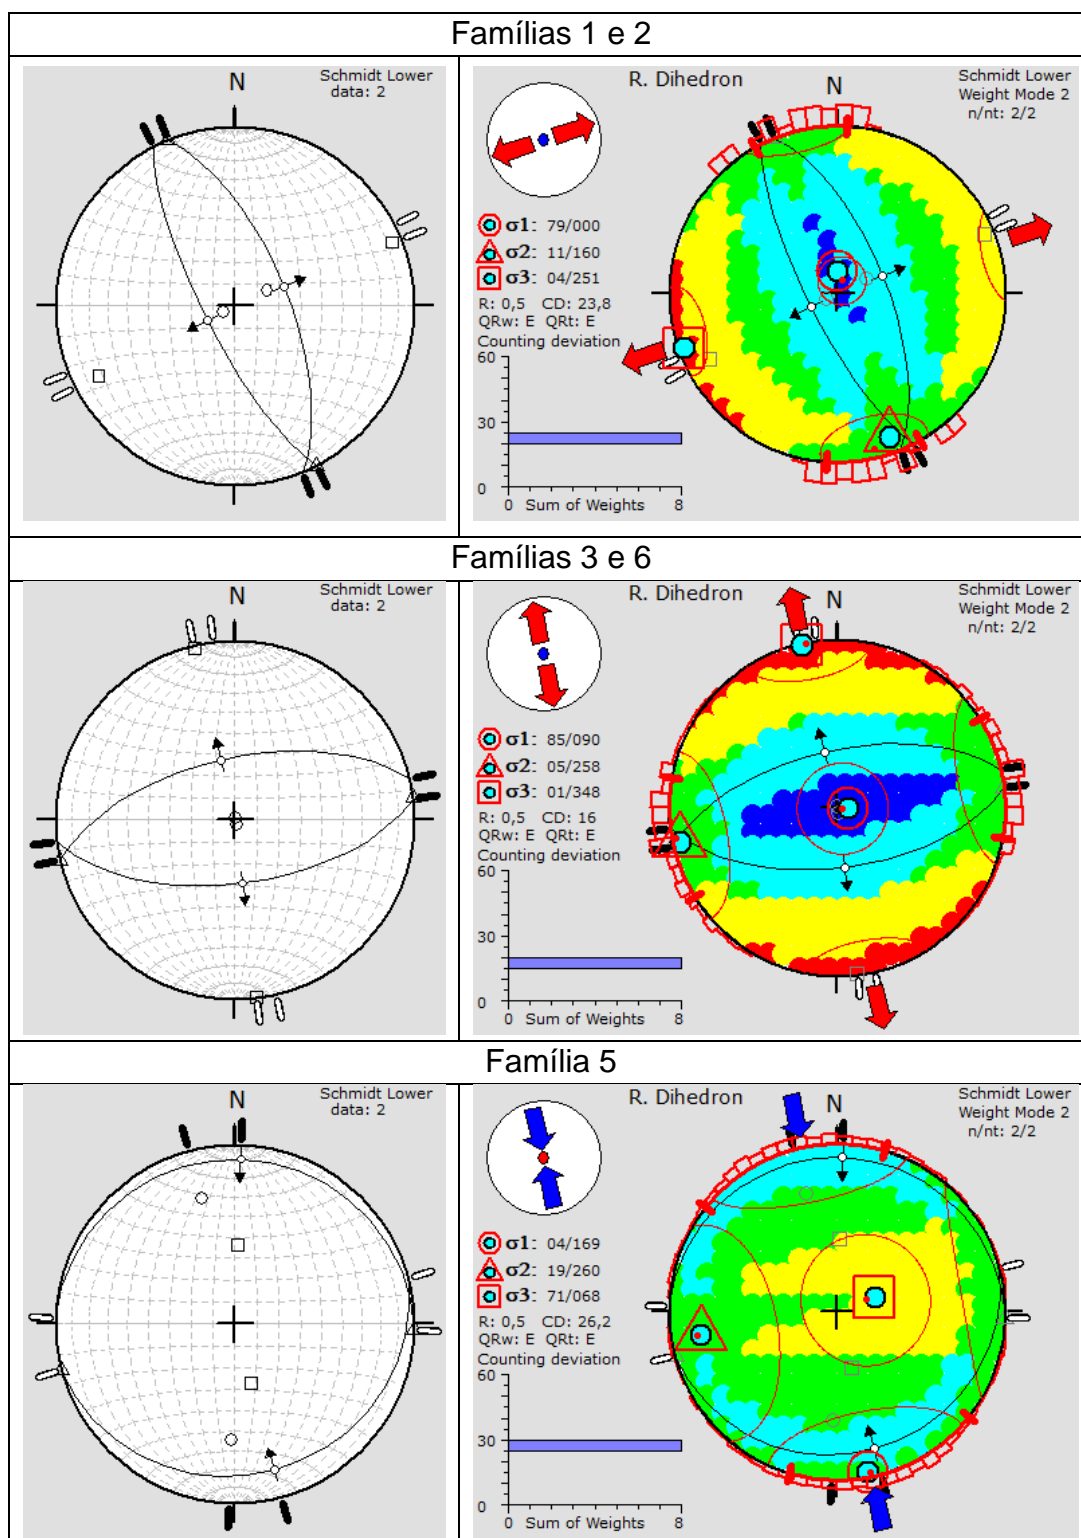 Famílias 1 e 2
Schmidt Lower
data: 2
N
R. Dihedron
N
Schmidt Lower
Weight Mode 2
n/nt: 2/2
σ1: 79/000
σ2: 11/160
σ3: 04/251
R: 0,5 CD: 23,8
QRw: E QRt: E
Counting deviation
60
30
0
0 Sum of Weights 8
Famílias 3 e 6
Schmidt Lower
data: 2
N
R. Dihedron
N
Schmidt Lower
Weight Mode 2
n/nt: 2/2
σ1: 85/090
σ2: 05/258
σ3: 01/348
R: 0,5 CD: 16
QRw: E QRt: E
Counting deviation
60
30
0
0 Sum of Weights 8
Família 5
Schmidt Lower
data: 2
N
R. Dihedron
N
Schmidt Lower
Weight Mode 2
n/nt: 2/2
σ1: 04/169
σ2: 19/260
σ3: 71/068
R: 0,5 CD: 26,2
QRw: E QRt: E
Counting deviation
60
30
0
0 Sum of Weights 8